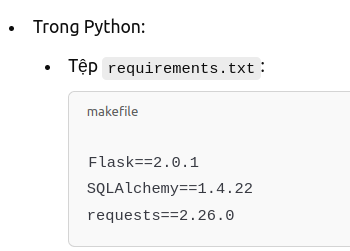 Trong Python:
Tệp requirements.txt:
makefile
Flask==2.0.1
SQLAlchemy==1.4.22
requests==2.26.0